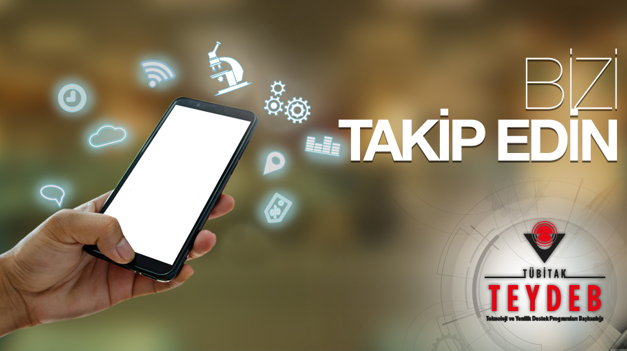 BİZİ
TAKİP EDİN
TÜBİTAK
TEYDEB
Teknoloji ve Yenilik Destek Programları Başkanlığı